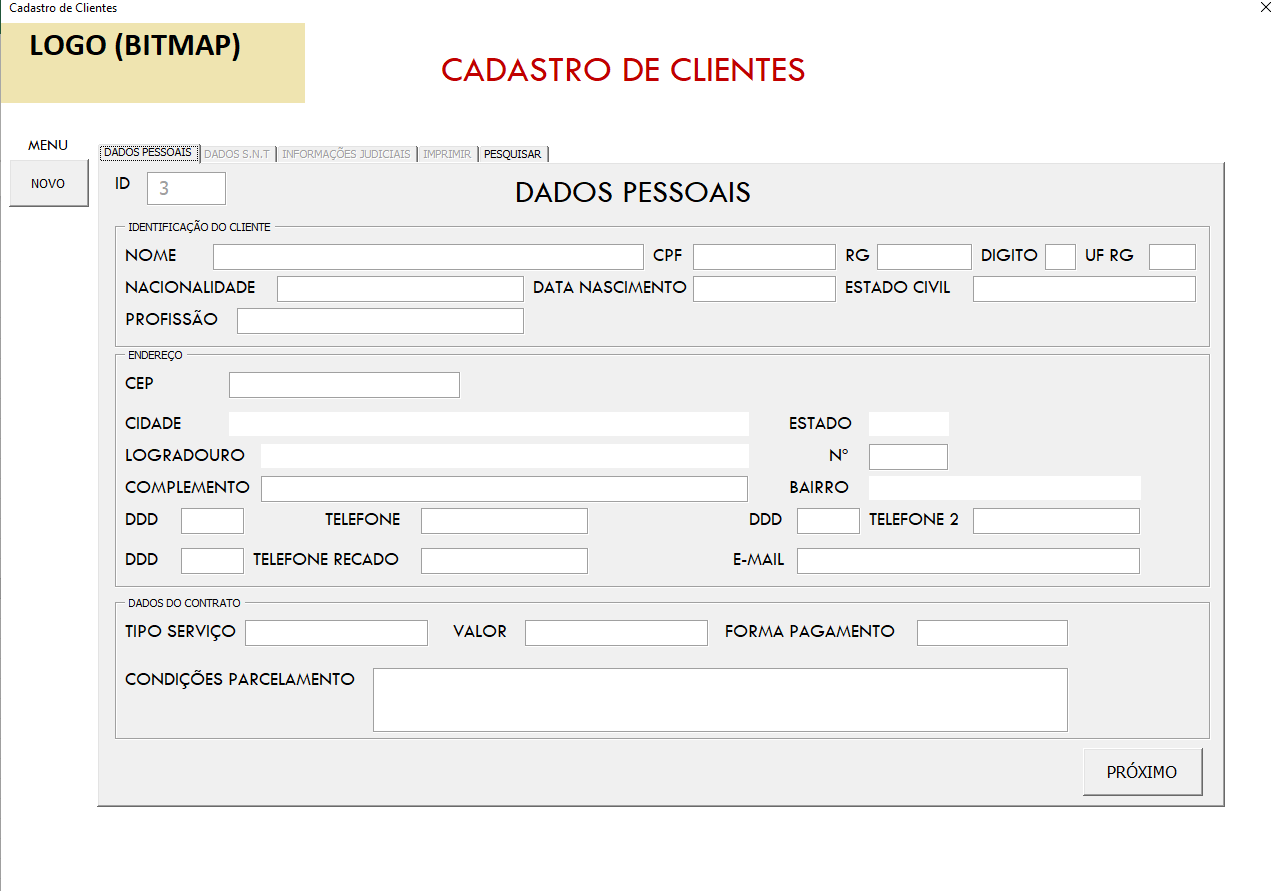 Cadastro de Clientes
LOGO (BITMAP)
CADASTRO DE CLIENTES
MENU
NOVO
DADOS PESSOAIS DADOS S.N.T INFORMAÇÕES JUDICIAIS IMPRIMIR PESQUISAR
ID 3
DADOS PESSOAIS
IDENTIFICAÇÃO DO CLIENTE
NOME CPF RG DIGITO UF RG
NACIONALIDADE DATA NASCIMENTO ESTADO CIVIL
PROFISSÃO
ENDEREÇO
CEP
CIDADE ESTADO
LOGRADOURO Nº
COMPLEMENTO BAIRRO
DDD TELEFONE DDD TELEFONE 2
DDD TELEFONE RECADO E-MAIL
DADOS DO CONTRATO
TIPO SERVIÇO VALOR FORMA PAGAMENTO
CONDIÇÕES PARCELAMENTO
PRÓXIMO